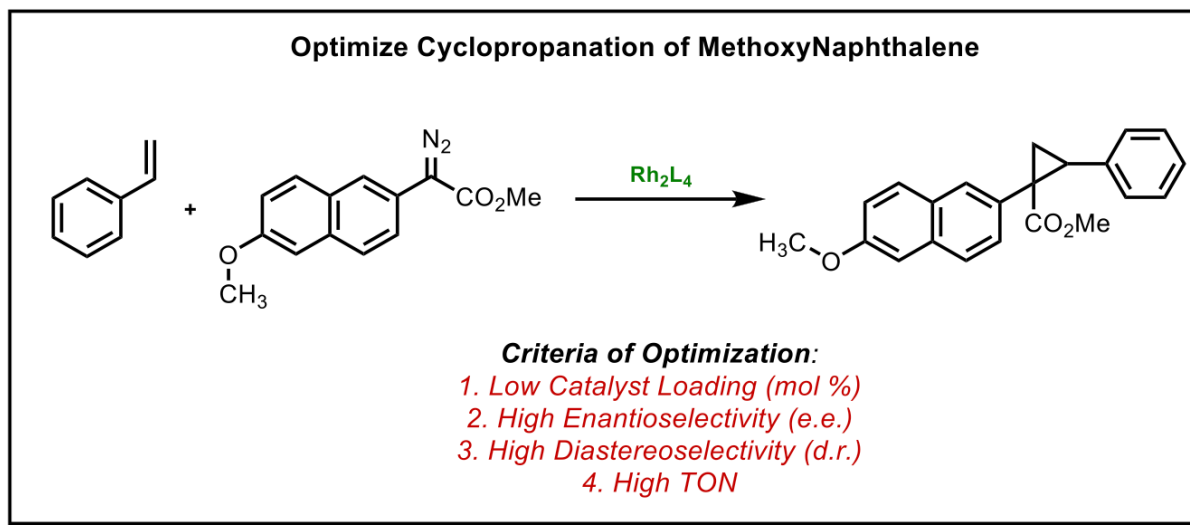 Optimize Cyclopropanation of MethoxyNaphthalene
N₂
Rh₂L₄
+
CO₂Me
O
CH₃
CO₂Me
H₃C
O
Criteria of Optimization:
1. Low Catalyst Loading (mol %)
2. High Enantioselectivity (e.e.)
3. High Diastereoselectivity (d.r.)
4. High TON